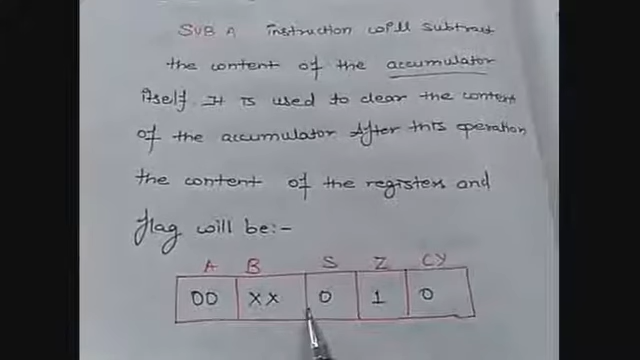 SUB A instruction will subtract
the content of the accumulator
itself. It is used to clear the content
of the accumulator After this operation
the content of the registers and
flag will be:-
A B S Z CY
00 XX 0 1 0